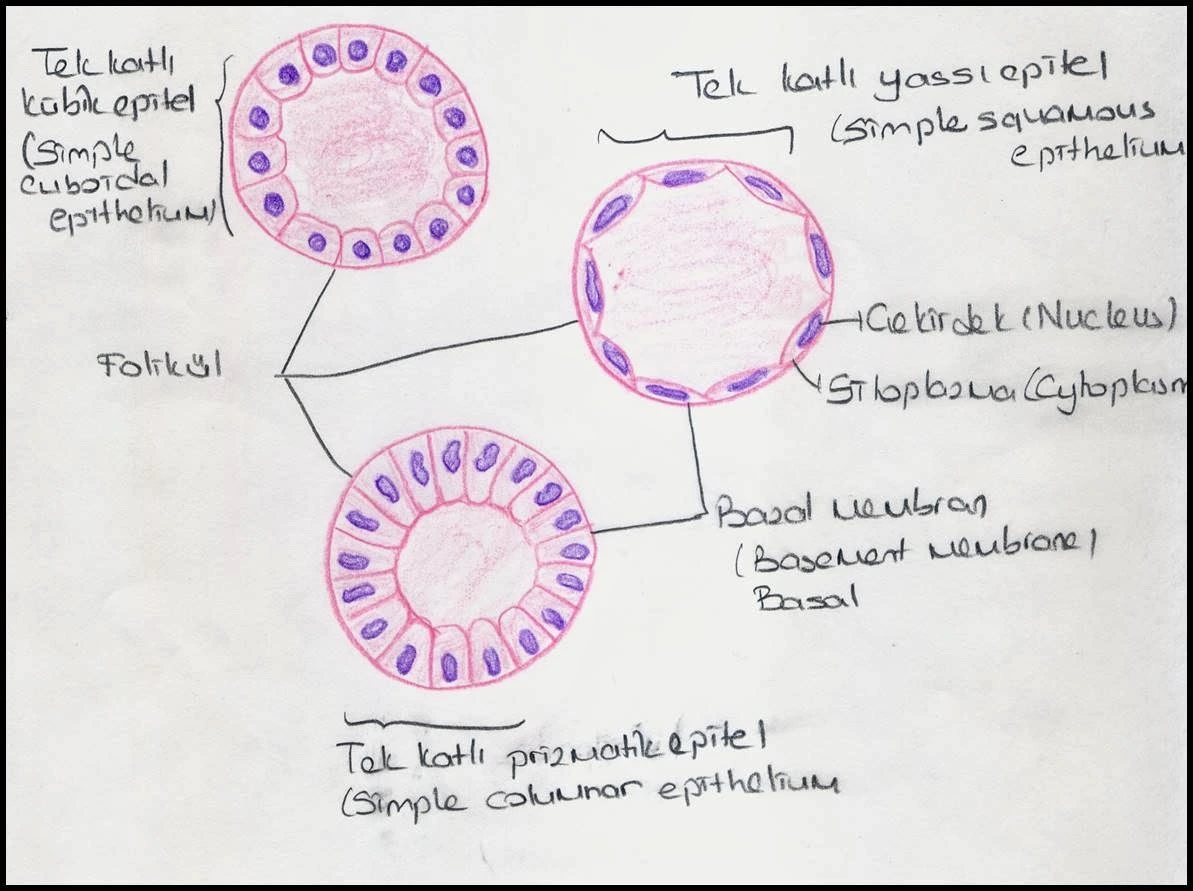 Tek katlı
kübik epitel
(Simple
cuboidal
epithelium)
Tek katlı yassı epitel
(Simple squamous
epithelium
Çekirdek (Nucleus)
Sitoplazma (Cytoplasm
Folikül
Bazal membran
(Basement membrane)
Basal
Tek katlı prizmatik epitel
(Simple columnar epithelium